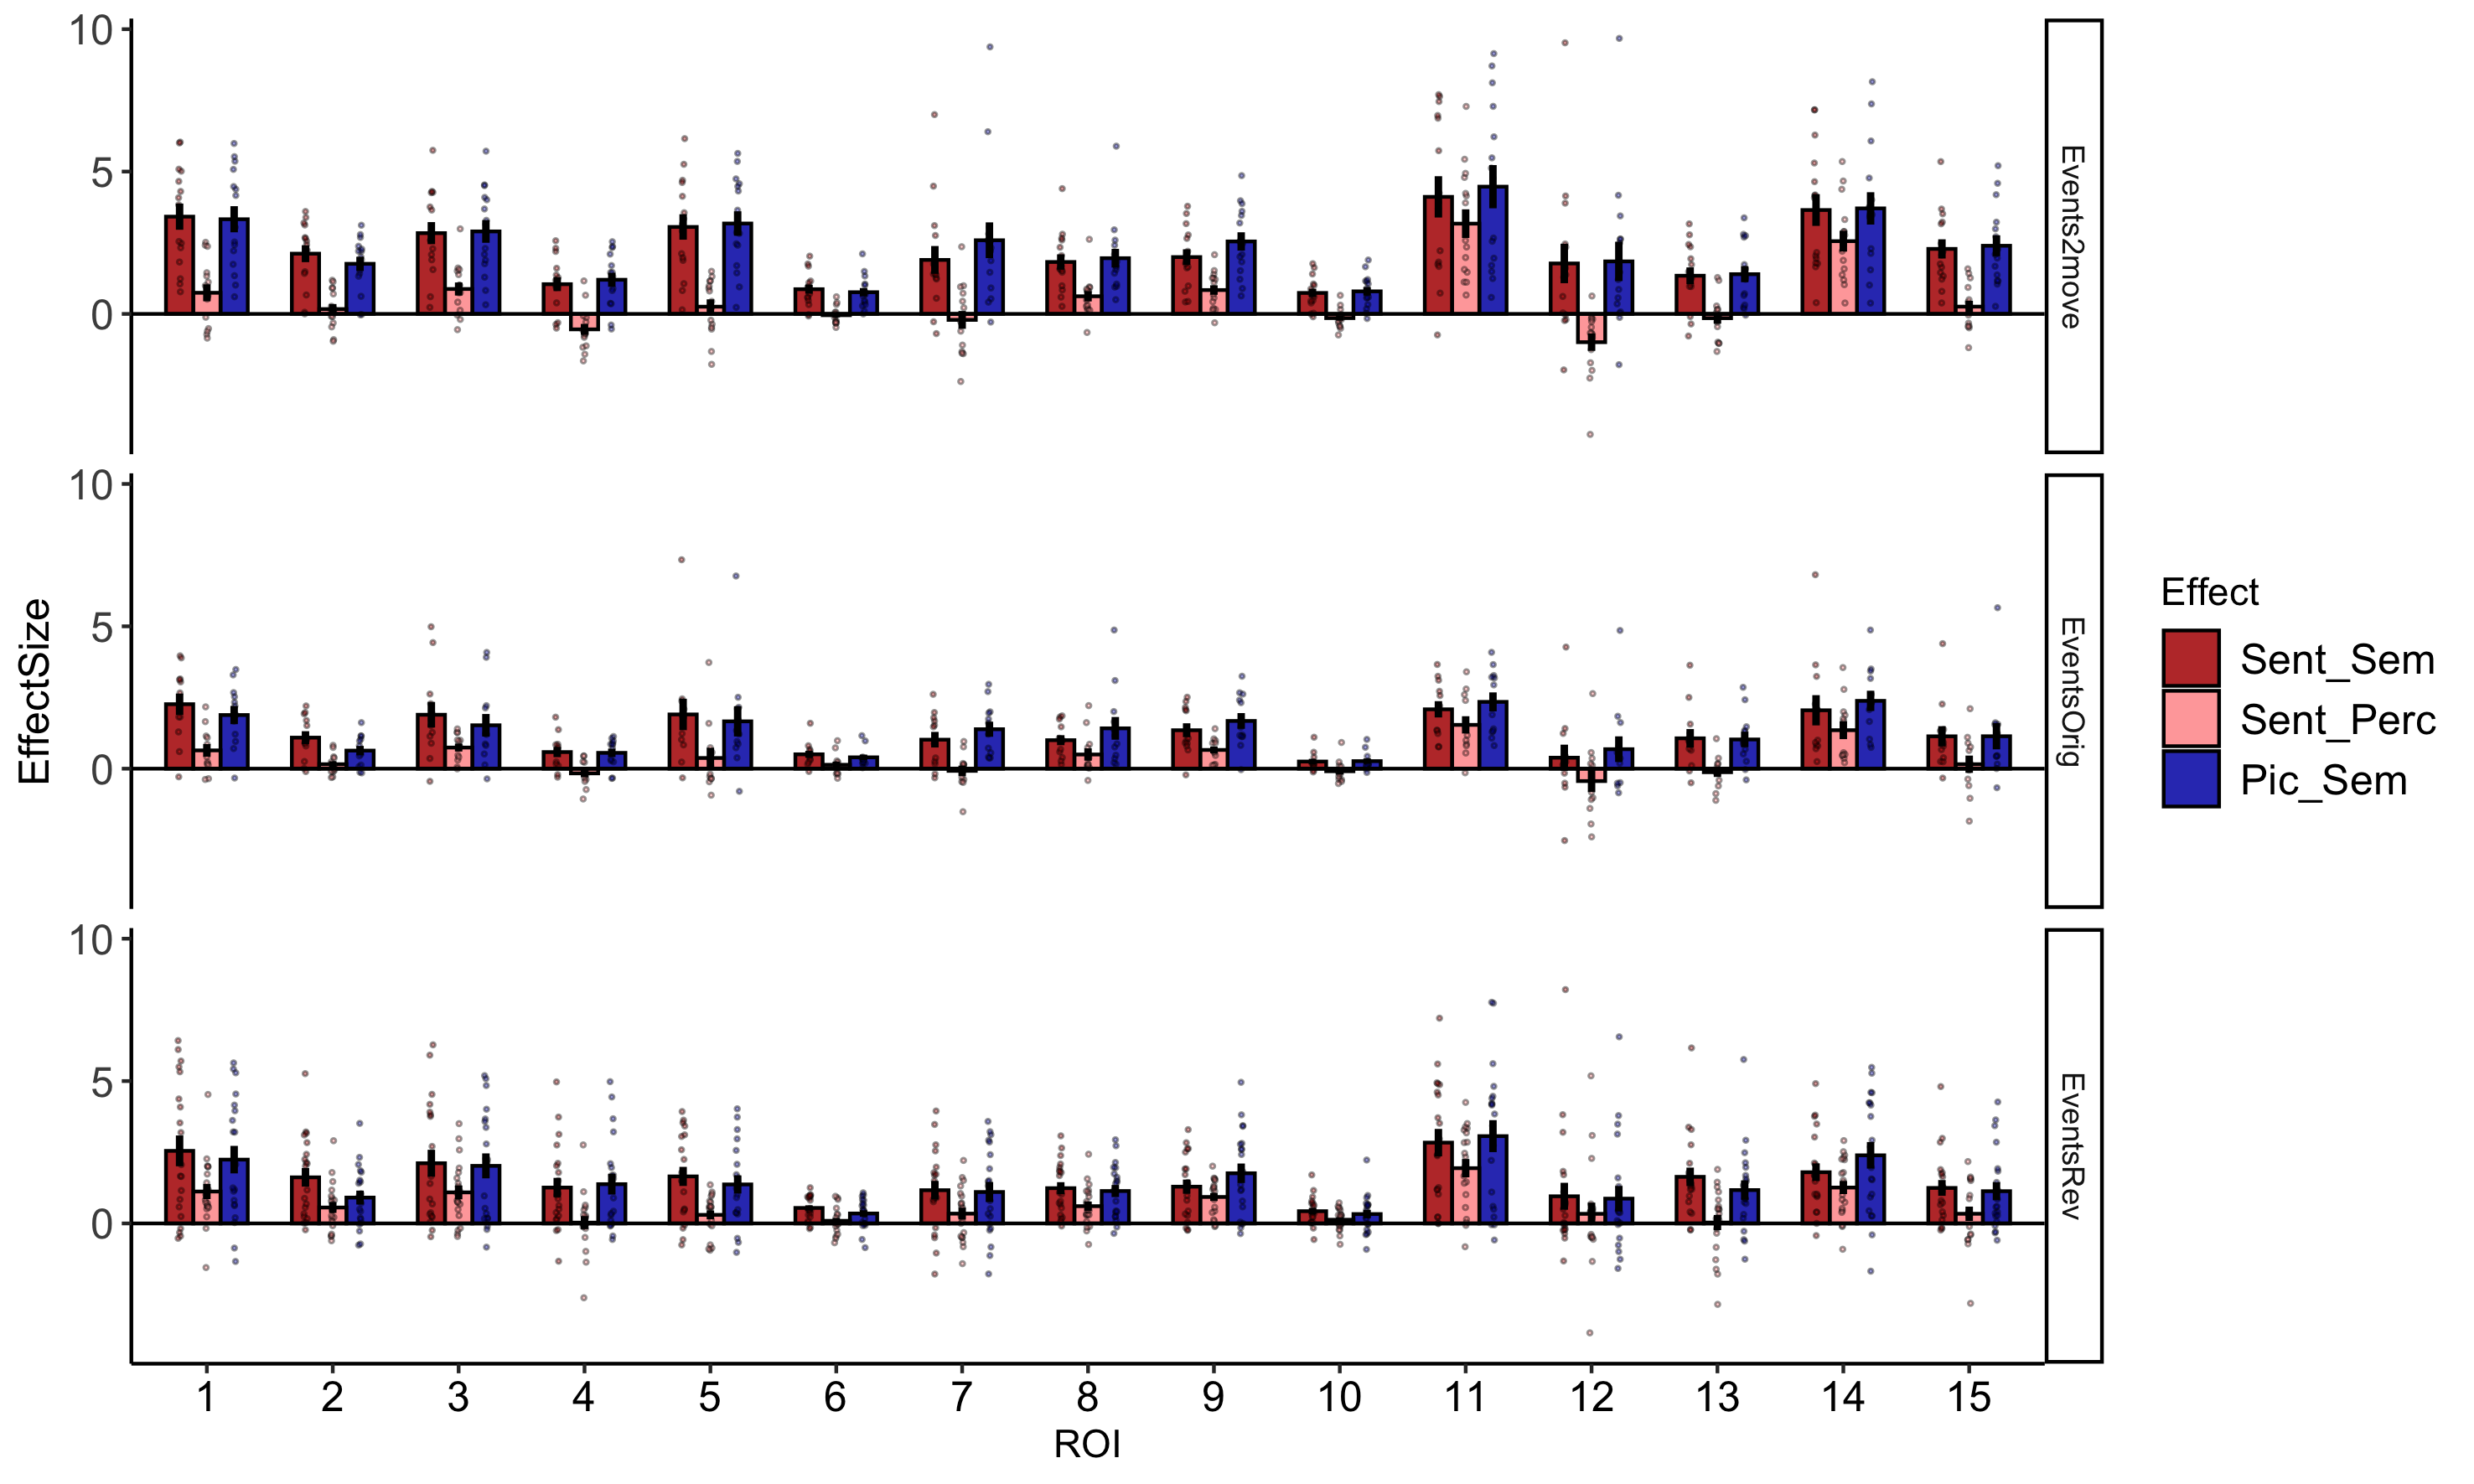 EffectSize
10
5
0
Events2move
10
5
0
EventsOrig
10
5
0
EventsRev
1 2 3 4 5 6 7 8 9 10 11 12 13 14 15
ROI
Effect
Sent_Sem
Sent_Perc
Pic_Sem